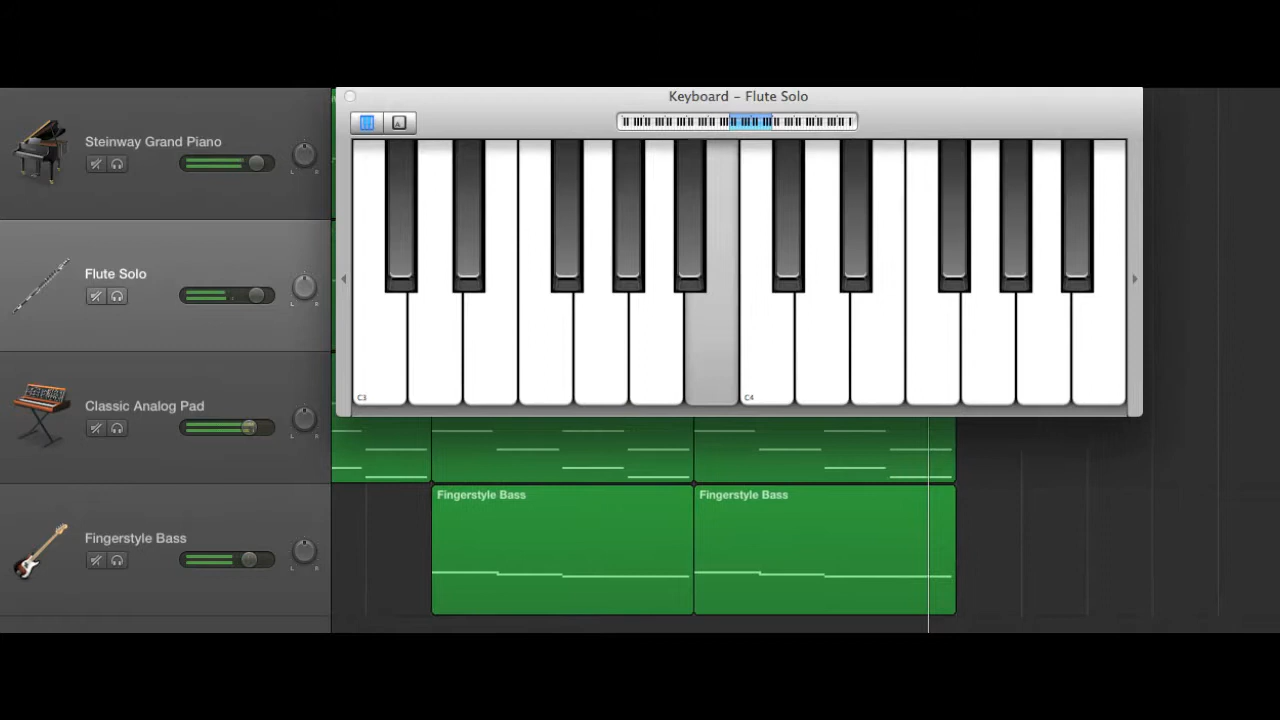 Keyboard – Flute Solo
Steinway Grand Piano
L R
Flute Solo
L R
C3
C4
Classic Analog Pad
L R
Fingerstyle Bass
Fingerstyle Bass
Fingerstyle Bass
L R